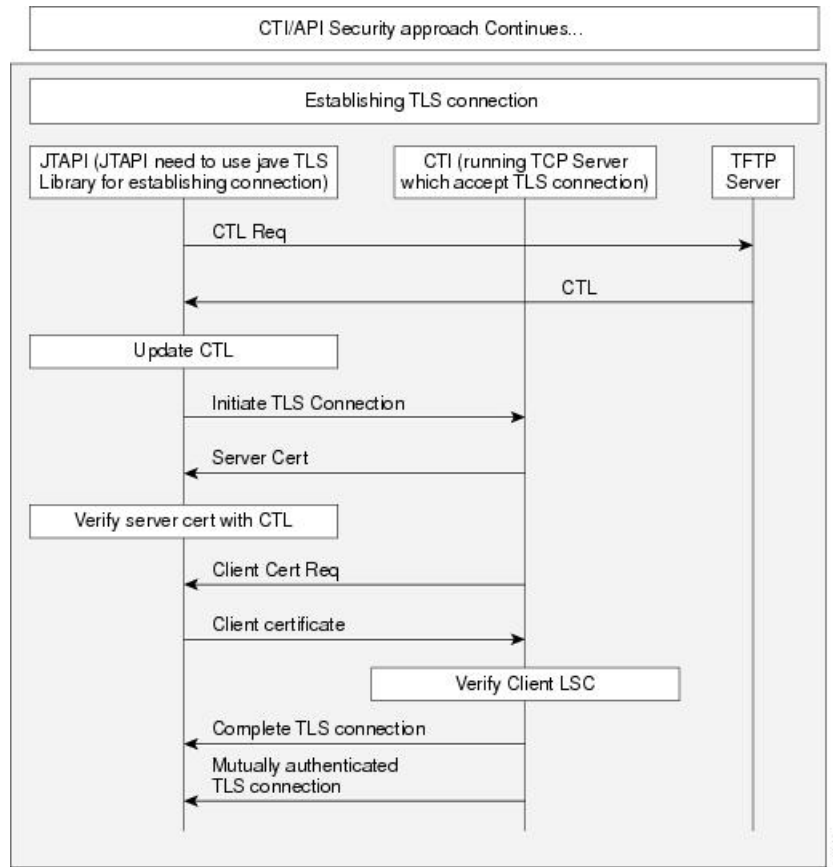 CTI/API Security approach Continues...
Establishing TLS connection
JTAPI (JTAPI need to use jave TLS
Library for establishing connection)
CTI (running TCP Server
which accept TLS connection)
TFTP
Server
CTL Req
CTL
Update CTL
Initiate TLS Connection
Server Cert
Verify server cert with CTL
Client Cert Req
Client certificate
Verify Client LSC
Complete TLS connection
Mutually authenticated
TLS connection